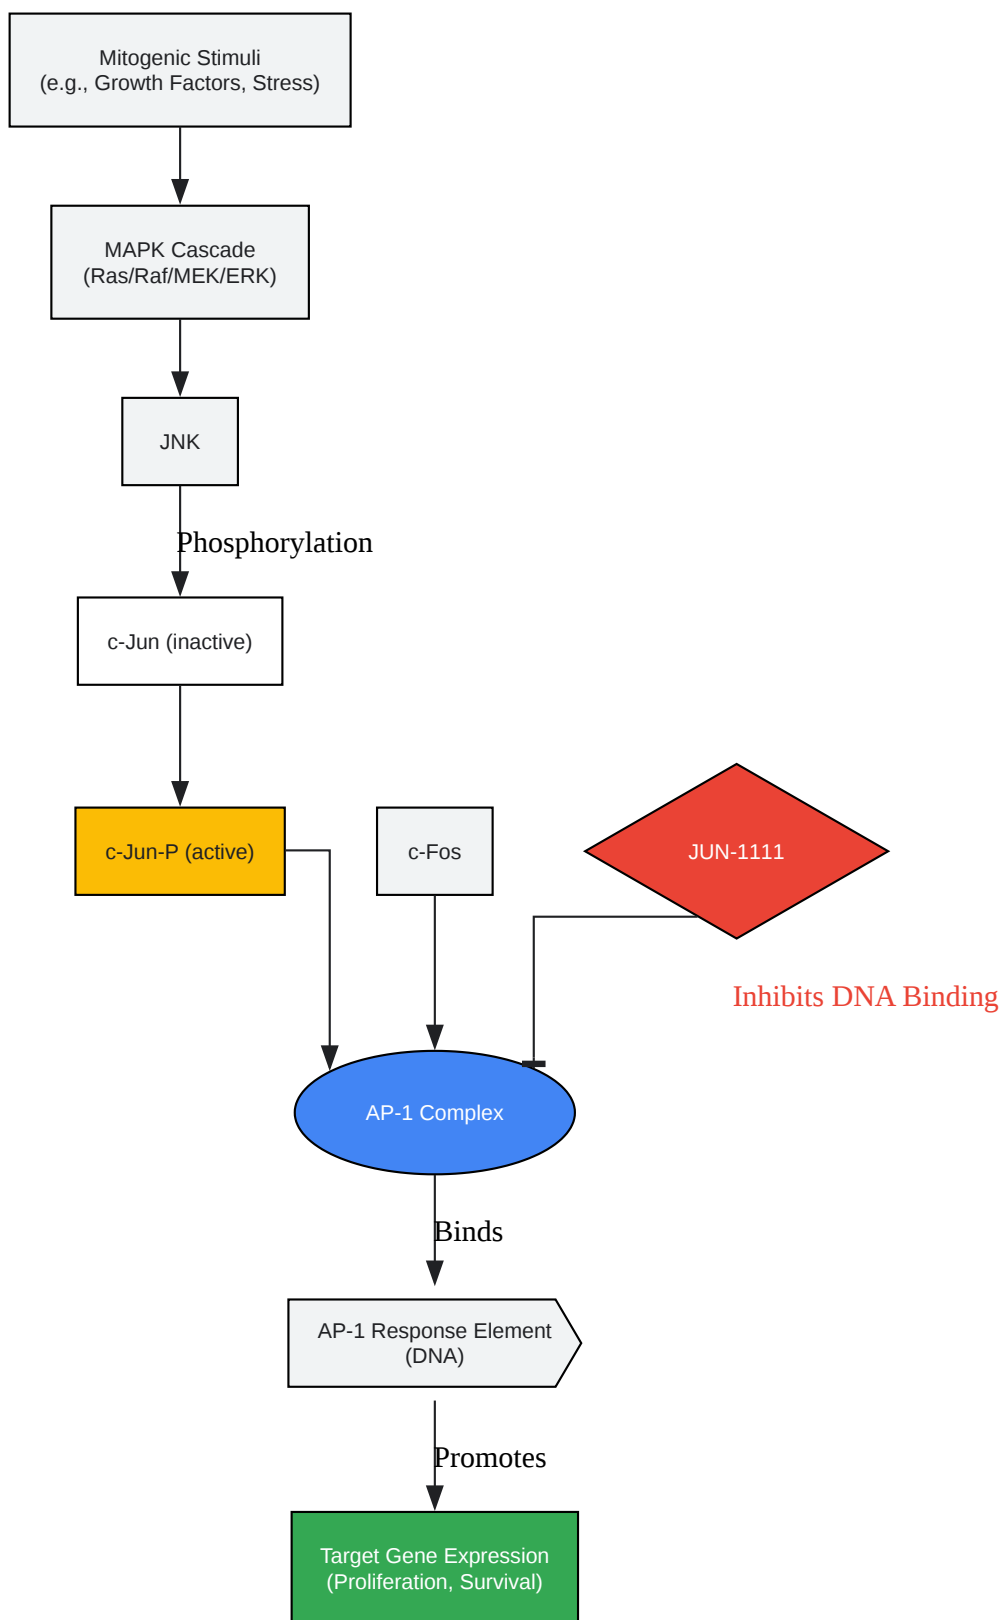 Mitogenic Stimuli
(e.g., Growth Factors, Stress)
MAPK Cascade
(Ras/Raf/MEK/ERK)
JNK
Phosphorylation
c-Jun (inactive)
c-Jun-P (active)
c-Fos
JUN-1111
Inhibits DNA Binding
AP-1 Complex
Binds
AP-1 Response Element
(DNA)
Promotes
Target Gene Expression
(Proliferation, Survival)